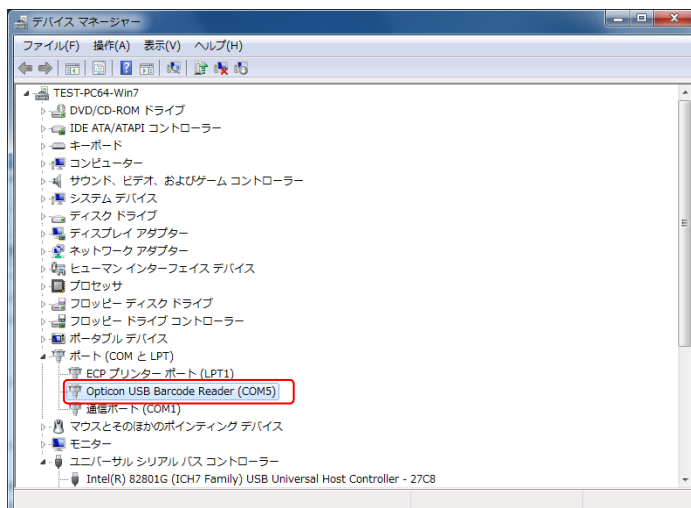 デバイス マネージャー
ファイル(F) 操作(A) 表示(V) ヘルプ(H)
TEST-PC64-Win7
DVD/CD-ROM ドライブ
IDE ATA/ATAPI コントローラー
キーボード
コンピューター
サウンド、ビデオ、およびゲーム コントローラー
システム デバイス
ディスク ドライブ
ディスプレイ アダプター
ネットワーク アダプター
ヒューマン インターフェイス デバイス
プロセッサ
フロッピー ディスク ドライブ
フロッピー ドライブ コントローラー
ポータブル デバイス
ポート (COM と LPT)
ECP プリンター ポート (LPT1)
Opticon USB Barcode Reader (COM5)
通信ポート (COM1)
マウスとそのほかのポインティング デバイス
モニター
ユニバーサル シリアル バス コントローラー
Intel(R) 82801G (ICH7 Family) USB Universal Host Controller - 27C8